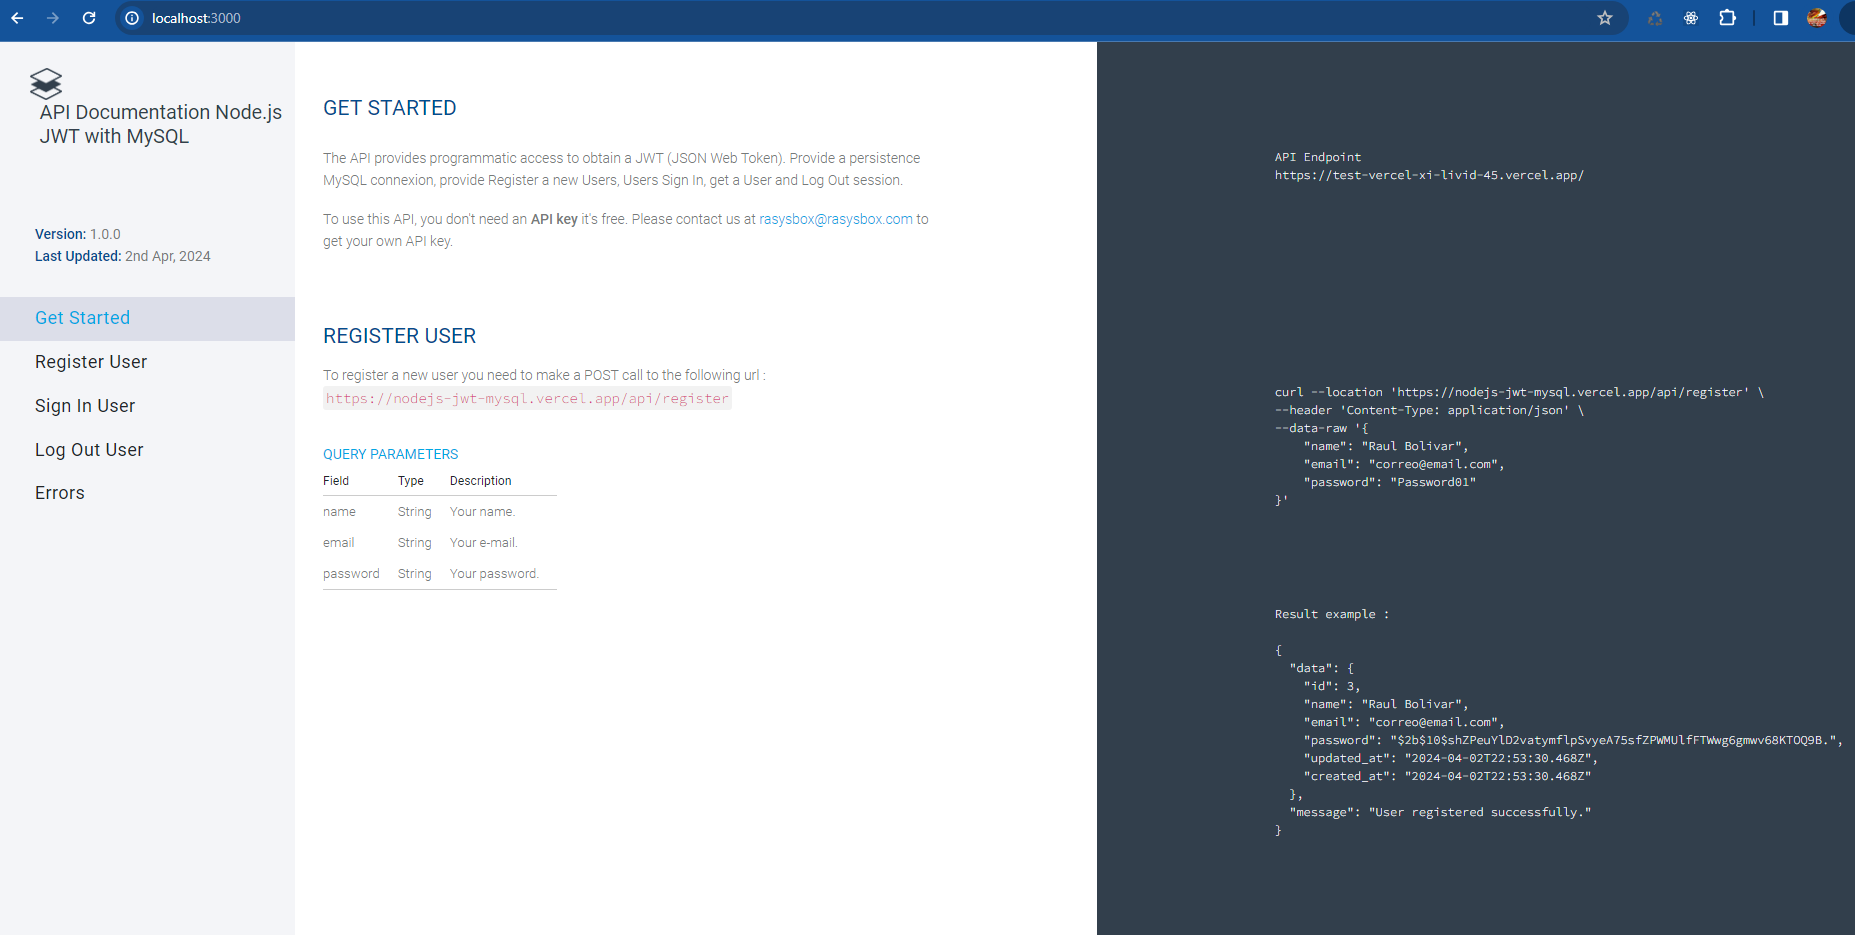 localhost:3000
API Documentation Node.js
JWT with MySQL
Version: 1.0.0
Last Updated: 2nd Apr, 2024
Get Started
Register User
Sign In User
Log Out User
Errors
GET STARTED
The API provides programmatic access to obtain a JWT (JSON Web Token). Provide a persistence
MySQL connexion, provide Register a new Users, Users Sign In, get a User and Log Out session.
To use this API, you don't need an API key it's free. Please contact us at rasysbox@rasysbox.com to
get your own API key.
REGISTER USER
To register a new user you need to make a POST call to the following url :
https://nodejs-jwt-mysql.vercel.app/api/register
QUERY PARAMETERS
Field Type Description
name String Your name.
email String Your e-mail.
password String Your password.
API Endpoint
https://test-vercel-xi-livid-45.vercel.app/
curl --location 'https://nodejs-jwt-mysql.vercel.app/api/register' \
--header 'Content-Type: application/json' \
--data-raw '{
"name": "Raul Bolivar",
"email": "correo@email.com",
"password": "Password01"
}'
Result example :
{
"data": {
"id": 3,
"name": "Raul Bolivar",
"email": "correo@email.com",
"password": "$2b$10$shZPeuYlD2vatymflpSvyeA75sfZPWMUlfFTWwg6gmwv68KTOQ9B.",
"updated_at": "2024-04-02T22:53:30.468Z",
"created_at": "2024-04-02T22:53:30.468Z"
},
"message": "User registered successfully."
}